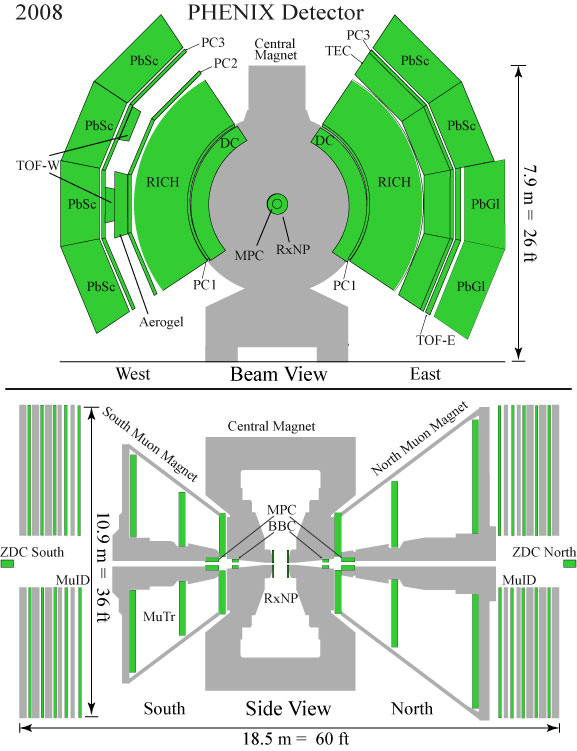 2008
PHENIX Detector
Central
Magnet
PC3
PC2
PC3
TEC
PbSc
PbSc
PbSc
PbSc
PbSc
PbSc
TOF-W
DC
DC
RICH
RICH
PbGl
PbGl
MPC
RxNP
PC1
PC1
Aerogel
TOF-E
7.9 m = 26 ft
West
Beam View
East
South Muon Magnet
Central Magnet
North Muon Magnet
MPC
BBC
ZDC South
ZDC North
MuID
MuID
RxNP
MuTr
10.9 m = 36 ft
South
Side View
North
18.5 m = 60 ft